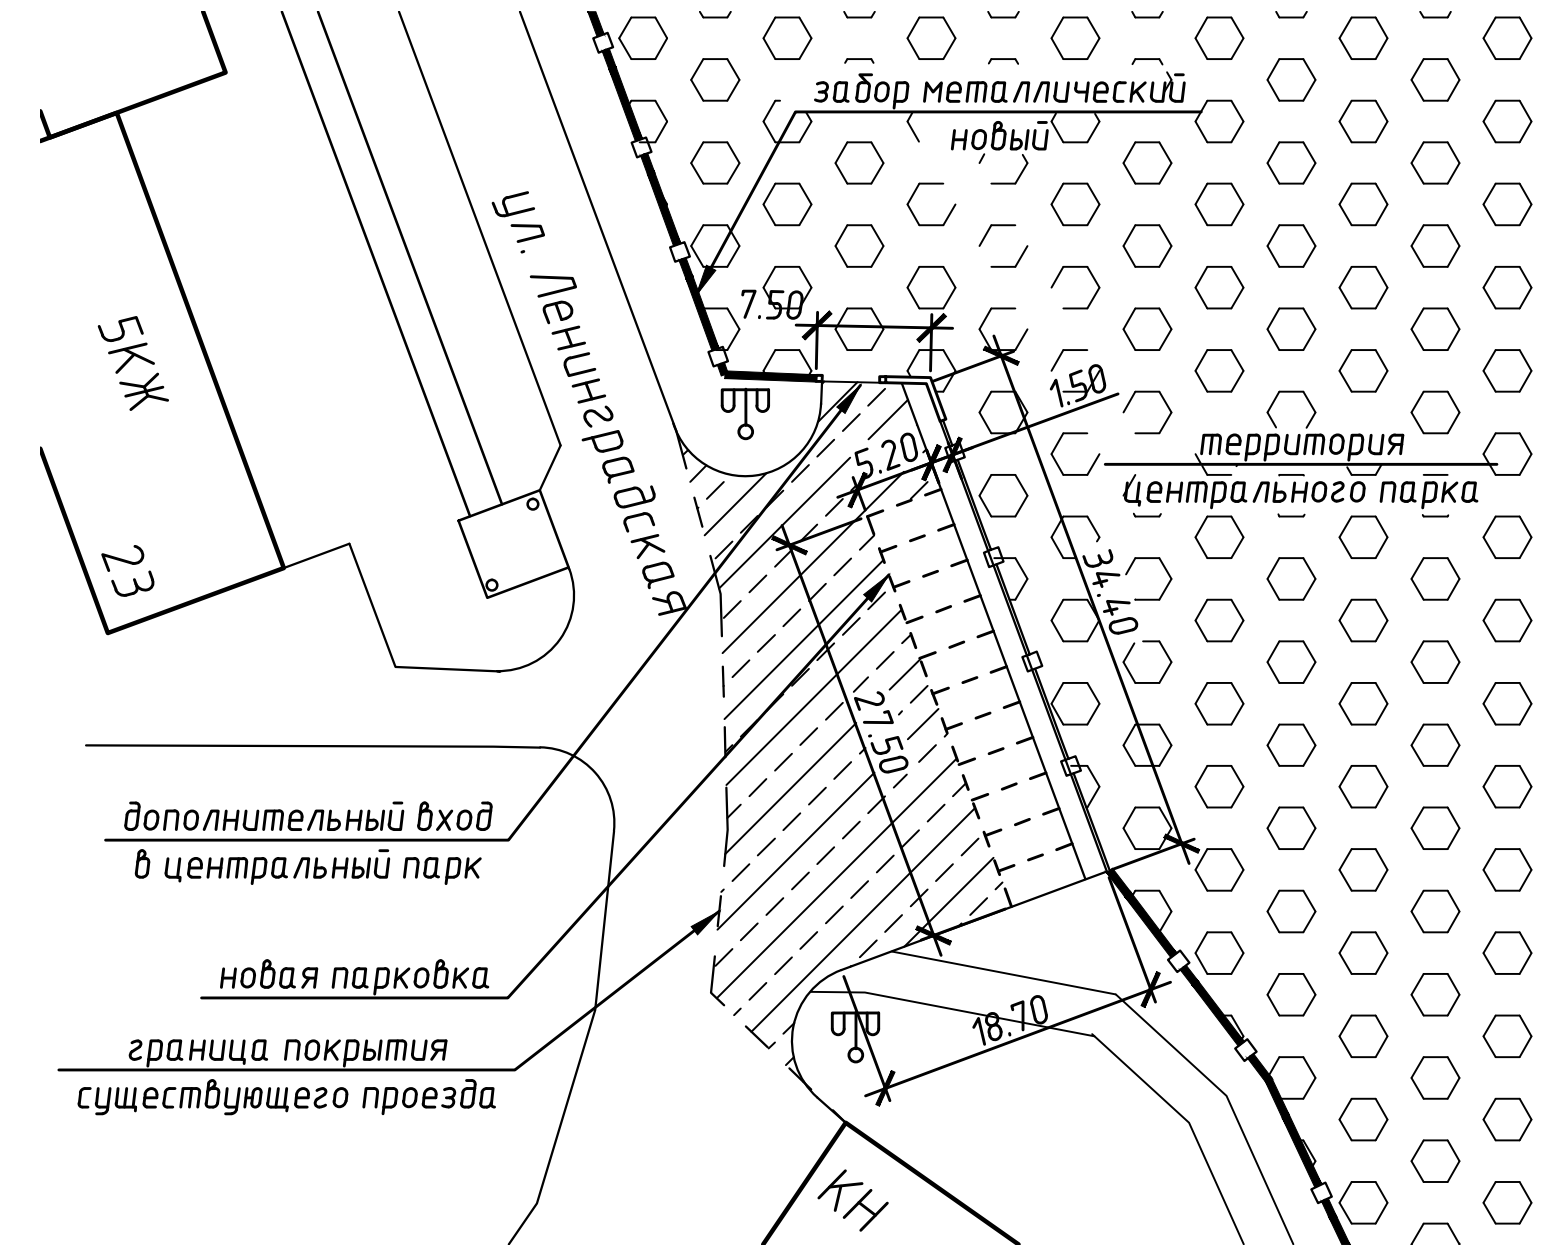 забор металлический
новый
ул. Ленинградская
7.50
5КЖ
1.50
5.20
территория
центрального парка
23
34.40
27.50
дополнительный вход
в центральный парк
новая парковка
18.70
граница покрытия
существующего проезда
КН